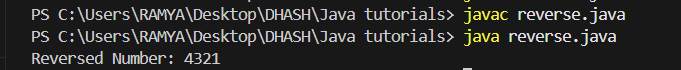 PS C:\Users\RAMYA\Desktop\DHASH\Java tutorials> javac reverse.java
PS C:\Users\RAMYA\Desktop\DHASH\Java tutorials> java reverse.java
Reversed Number: 4321